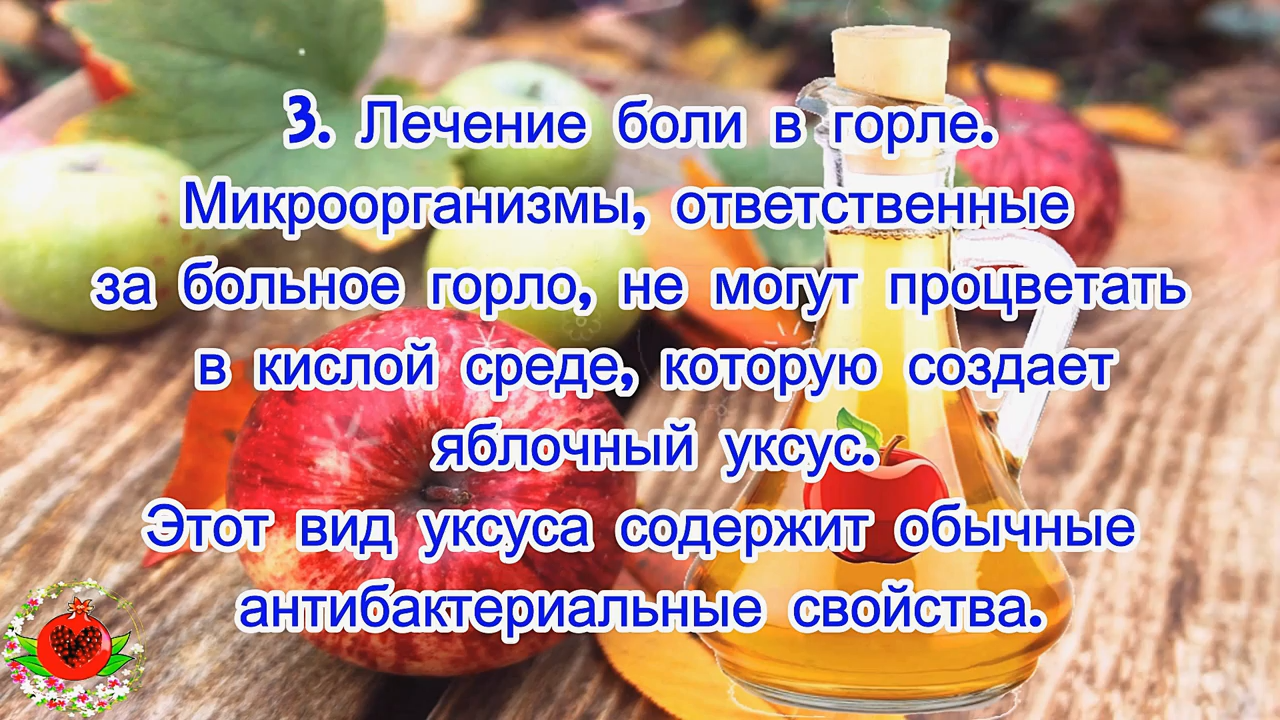 3. Лечение боли в горле.
Микроорганизмы, ответственные
за больное горло, не могут процветать
в кислой среде, которую создает
яблочный уксус.
Этот вид уксуса содержит обычные
антибактериальные свойства.